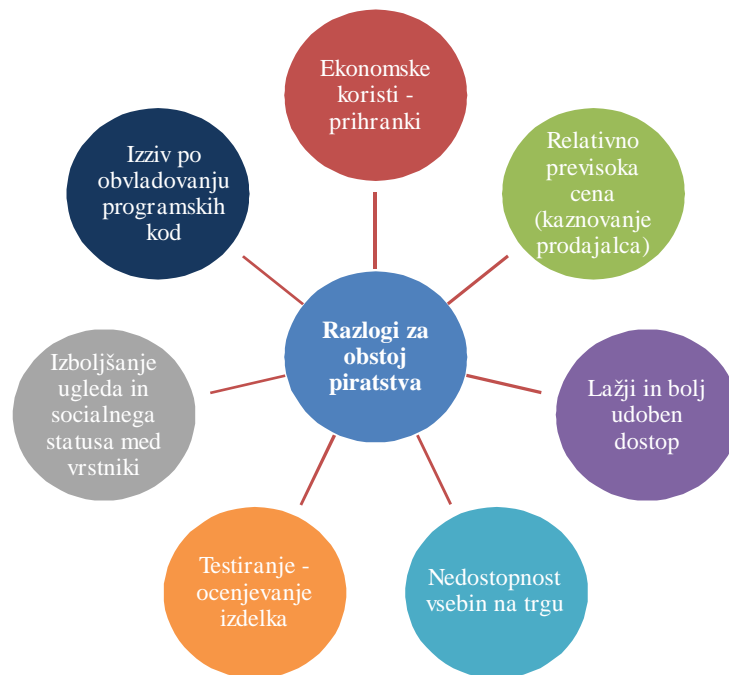 Ekonomske
koristi -
prihranki
Relativno
previsoka
cena
(kaznovanje
prodajalca)
Lažji in bolj
udoben
dostop
Nedostopnost
vsebin na trgu
Testiranje -
ocenjevanje
izdelka
Izboljšanje
ugleda in
socialnega
statusa med
vrstniki
Izziv po
obvladovanju
programskih
kod
Razlogi za
obstoj
piratstva